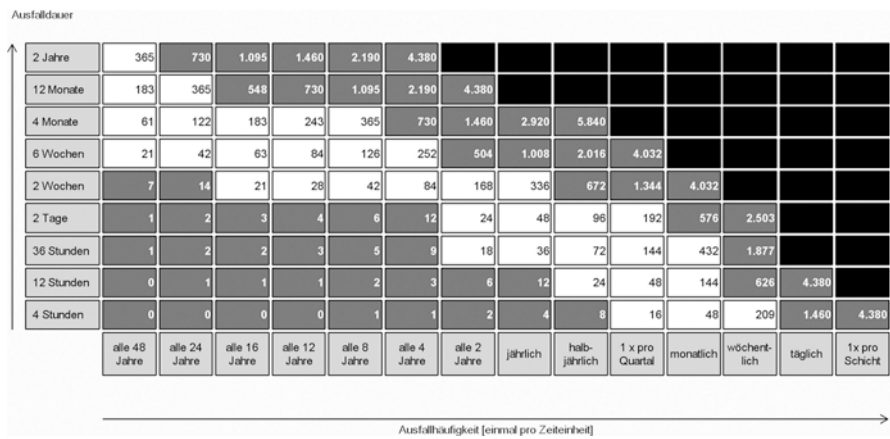 Ausfalldauer
2 Jahre 365 730 1.095 1.460 2.190 4.380
12 Monate 183 365 548 730 1.095 2.190 4.380
4 Monate 61 122 183 243 365 730 1.460 2.920 5.840
6 Wochen 21 42 63 84 126 252 504 1.008 2.016 4.032
2 Wochen 7 14 21 28 42 84 168 336 672 1.344 4.032
2 Tage 1 2 3 4 6 12 24 48 96 192 576 2.503
36 Stunden 1 2 2 3 5 9 18 36 72 144 432 1.877
12 Stunden 0 1 1 1 2 3 6 12 24 48 144 626 4.380
4 Stunden 0 0 0 0 1 1 2 4 8 16 48 209 1.460 4.380
alle 48 alle 24 alle 16 alle 12 alle 8 alle 4 alle 2 jährlich halb- 1 x pro monatlich wöchent- täglich 1x pro
Jahre Jahre Jahre Jahre Jahre Jahre Jahre jährlich Quartal lich Schicht
Ausfallhäufigkeit [einmal pro Zeiteinheit]